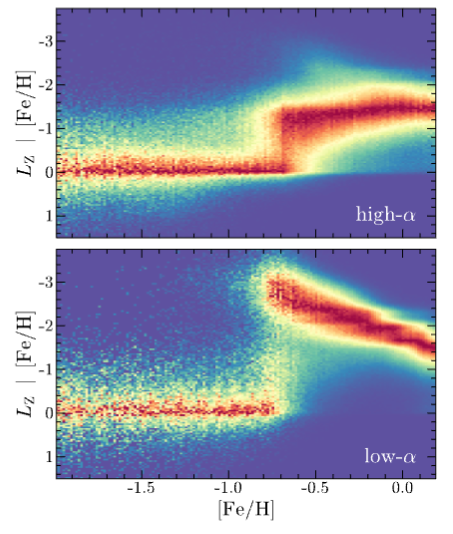 -3
-2
-1
0
1
L_Z | [Fe/H]
high-α
-3
-2
-1
0
1
L_Z | [Fe/H]
low-α
-1.5 -1.0 -0.5 0.0
[Fe/H]